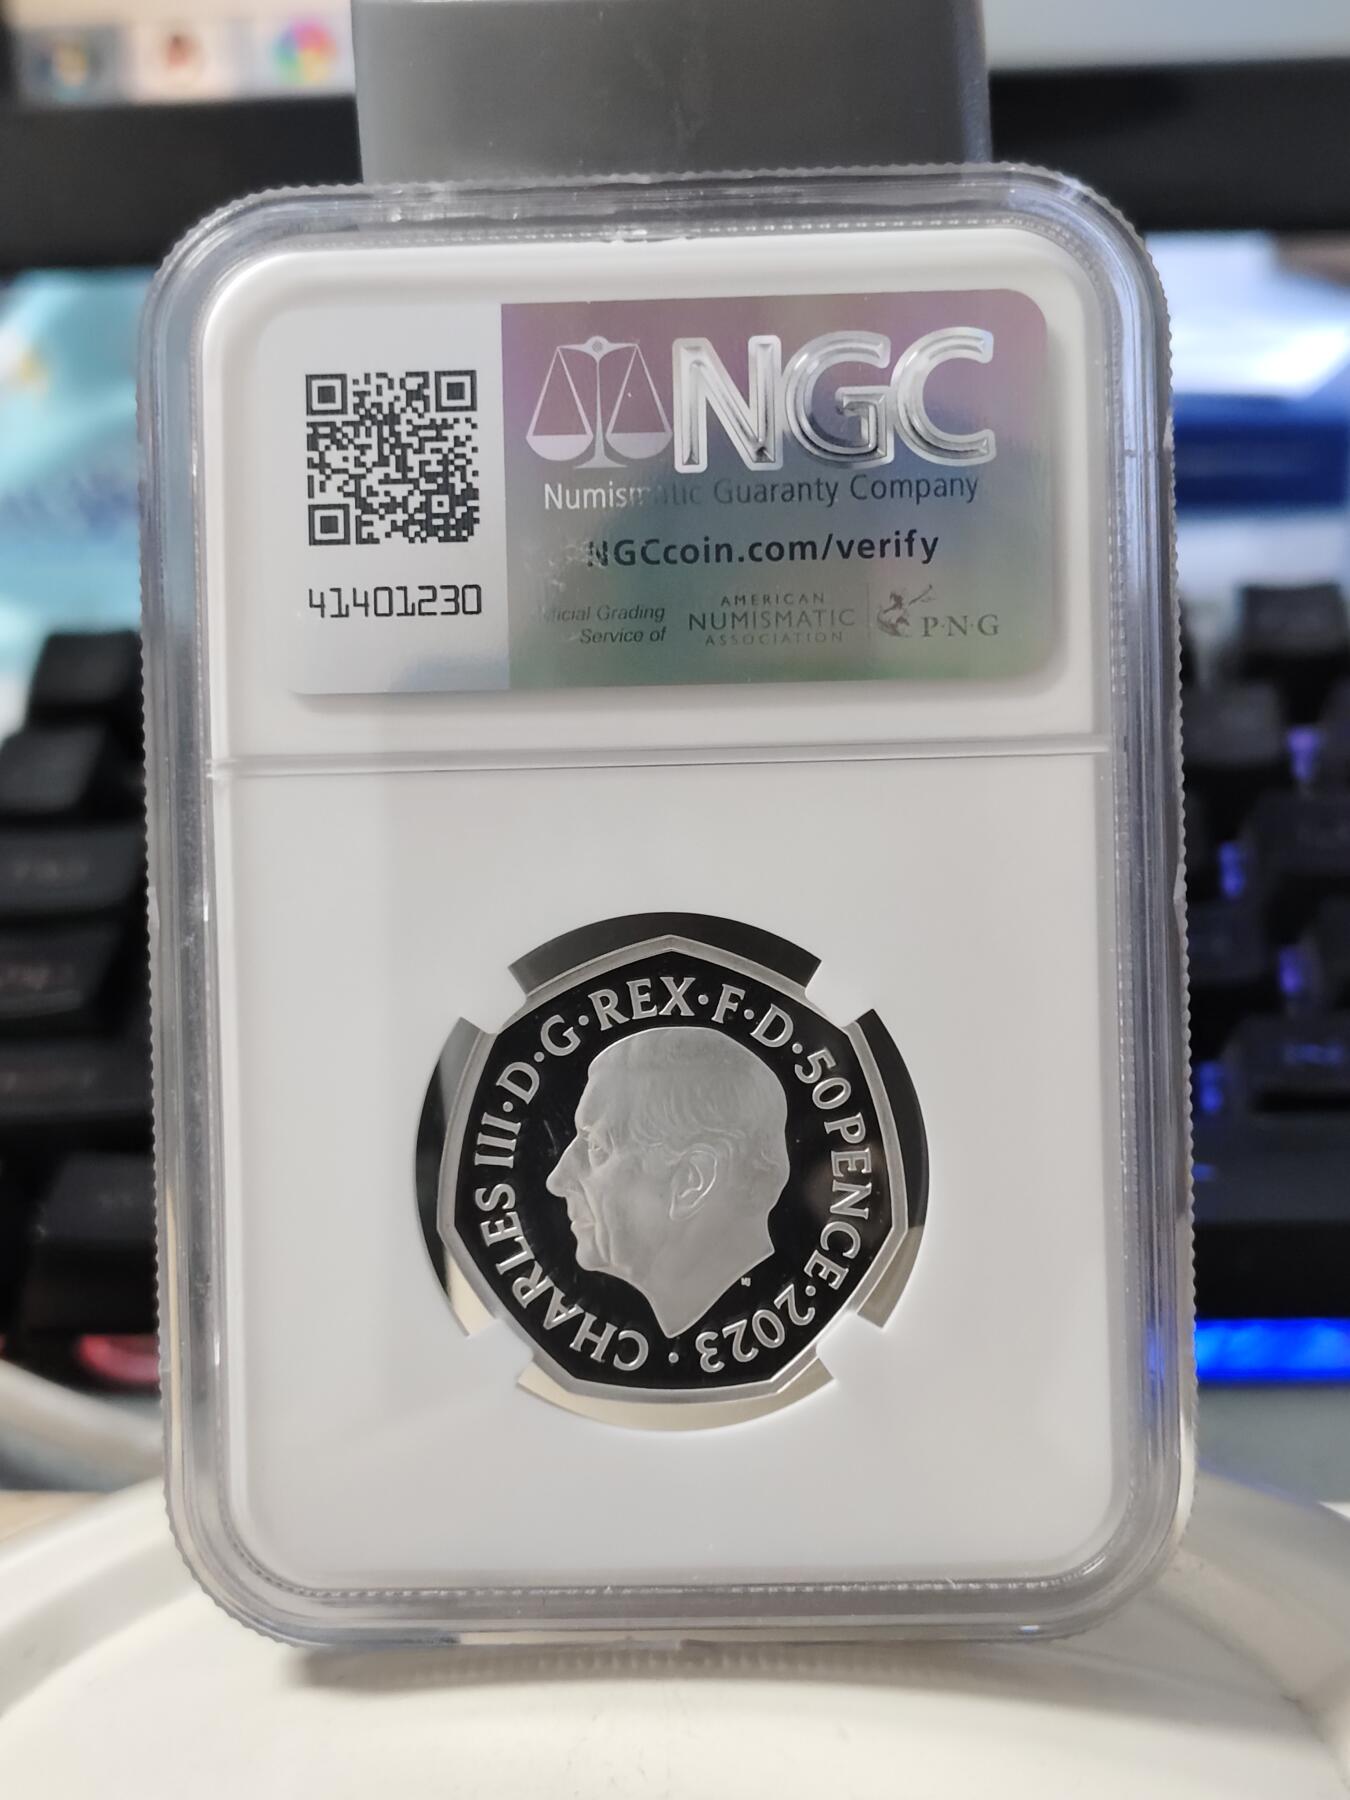 NGC
Numismatic Guaranty Company
NGCcoin.com/verify
41401230
ficial Grading
Service of
AMERICAN
NUMISMATIC
ASSOCIATION
P·N·G
CHARLES III·D·G·REX·F·D·50 PENCE·2023·